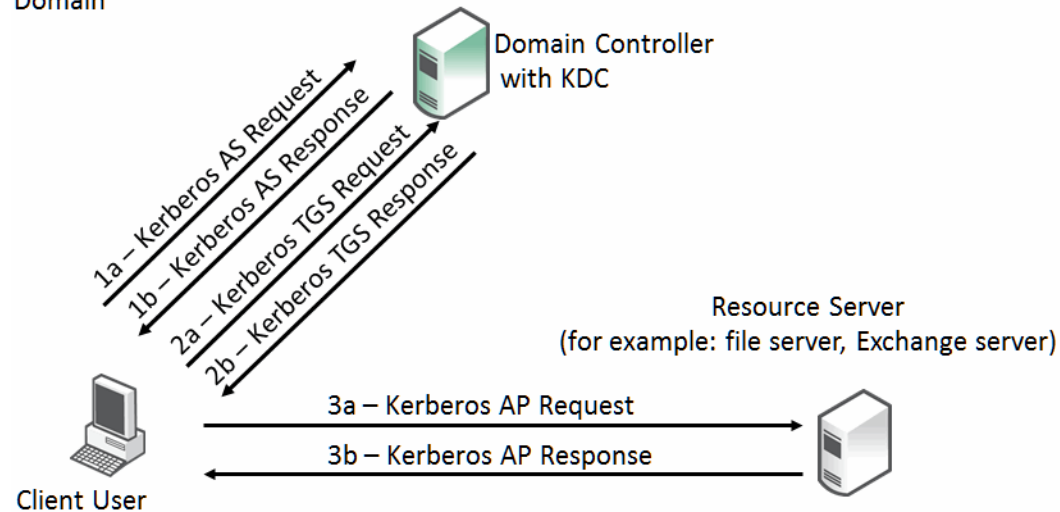 Domain
Domain Controller
with KDC
1a – Kerberos AS Request
1b – Kerberos AS Response
2a – Kerberos TGS Request
2b – Kerberos TGS Response
Resource Server
(for example: file server, Exchange server)
3a – Kerberos AP Request
3b – Kerberos AP Response
Client User